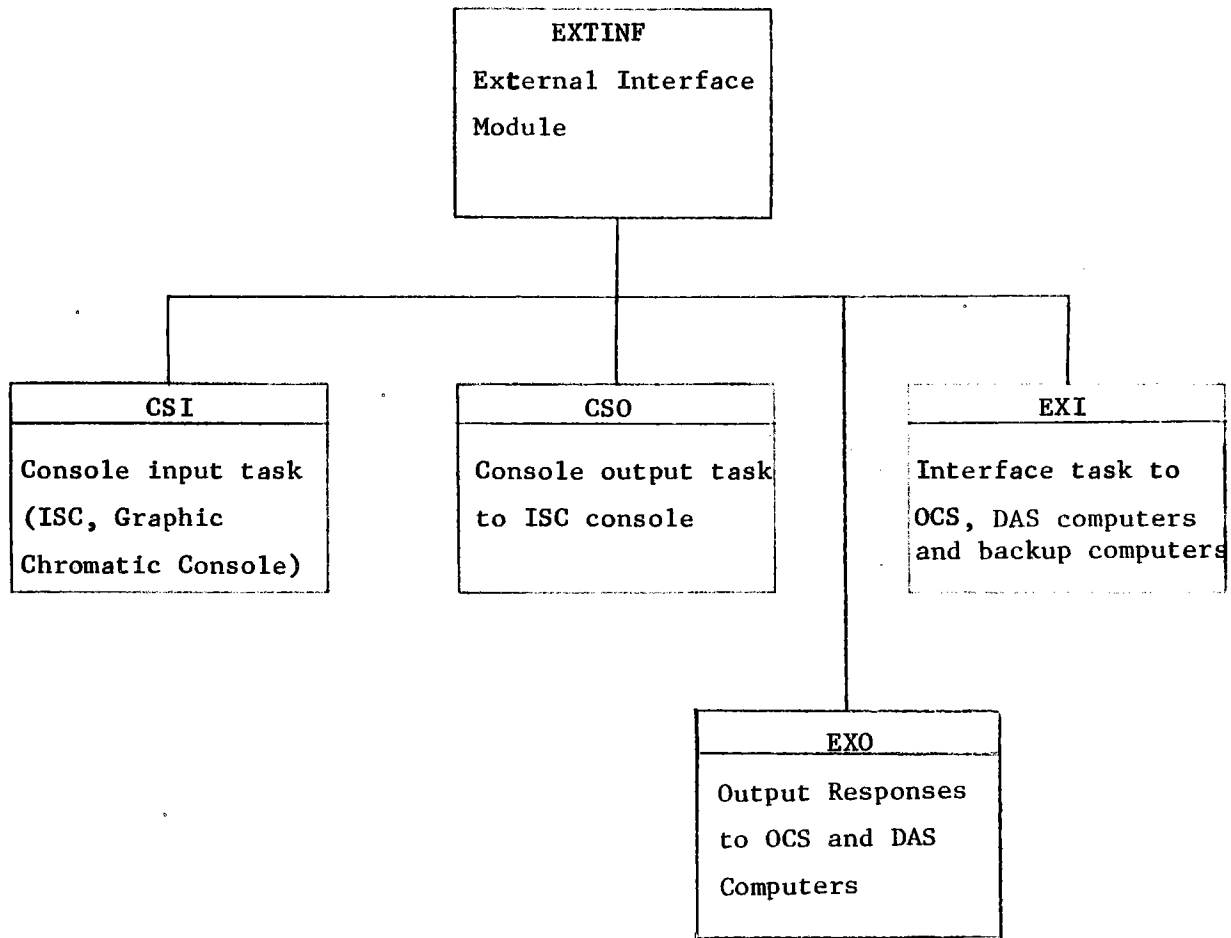 EXTINF
External Interface
Module
CSI
Console input task
(ISC, Graphic
Chromatic Console)
CSO
Console output task
to ISC console
EXI
Interface task to
OCS, DAS computers
and backup computers
EXO
Output Responses
to OCS and DAS
Computers